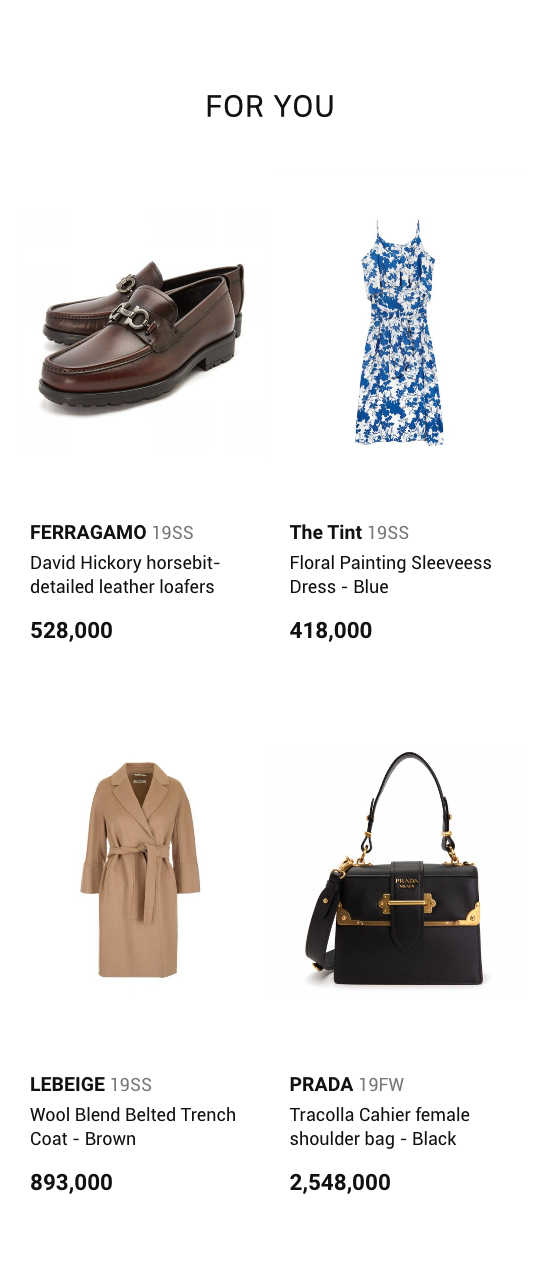 FOR YOU
FERRAGAMO 19SS
David Hickory horsebit-
detailed leather loafers
528,000
The Tint 19SS
Floral Painting Sleeveess
Dress - Blue
418,000
PRADA
MILANO
LEBEIGE 19SS
Wool Blend Belted Trench
Coat - Brown
893,000
PRADA 19FW
Tracolla Cahier female
shoulder bag - Black
2,548,000